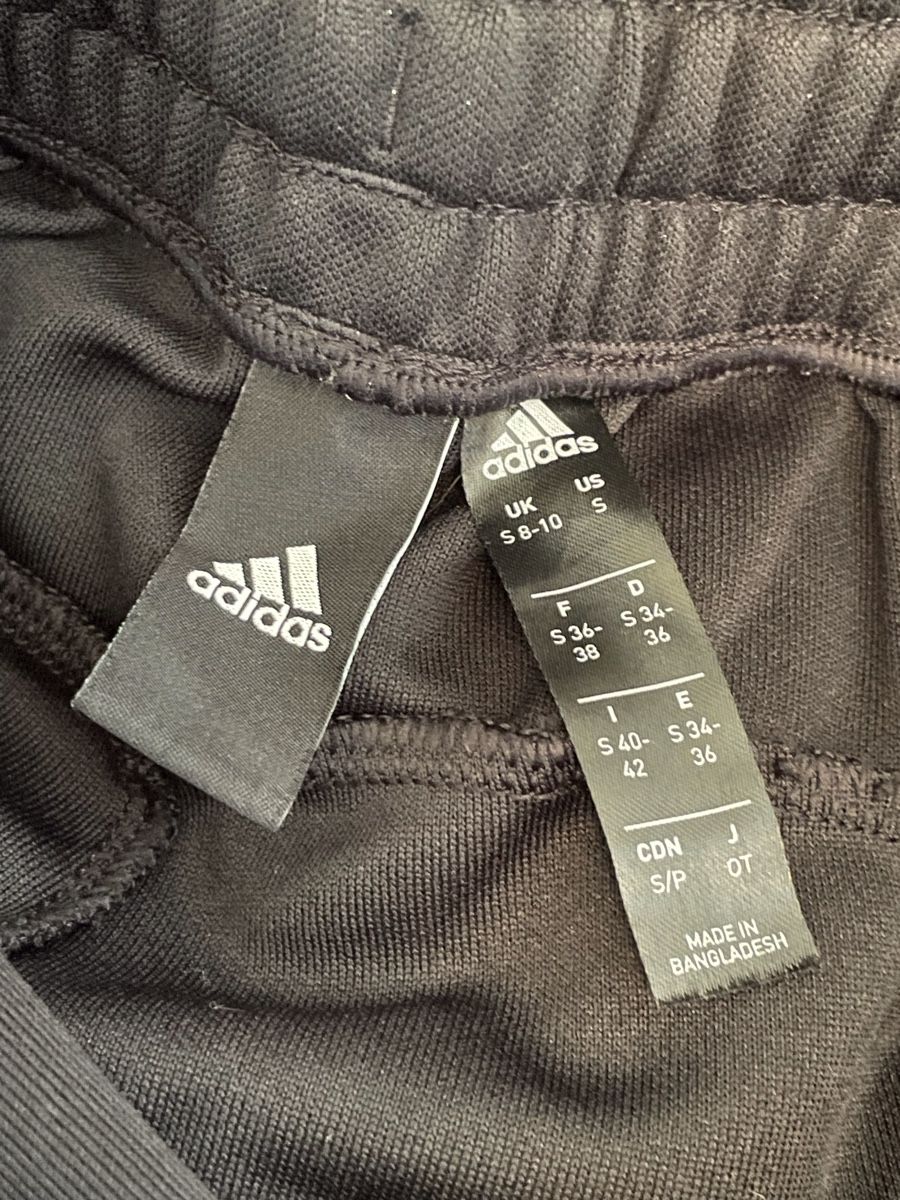 adidas
adidas
UK US
S 8-10 S
F D
S 36-38 S 34-36
I E
S 40-42 S 34-36
CDN J
S/P OT
MADE IN
BANGLADESH